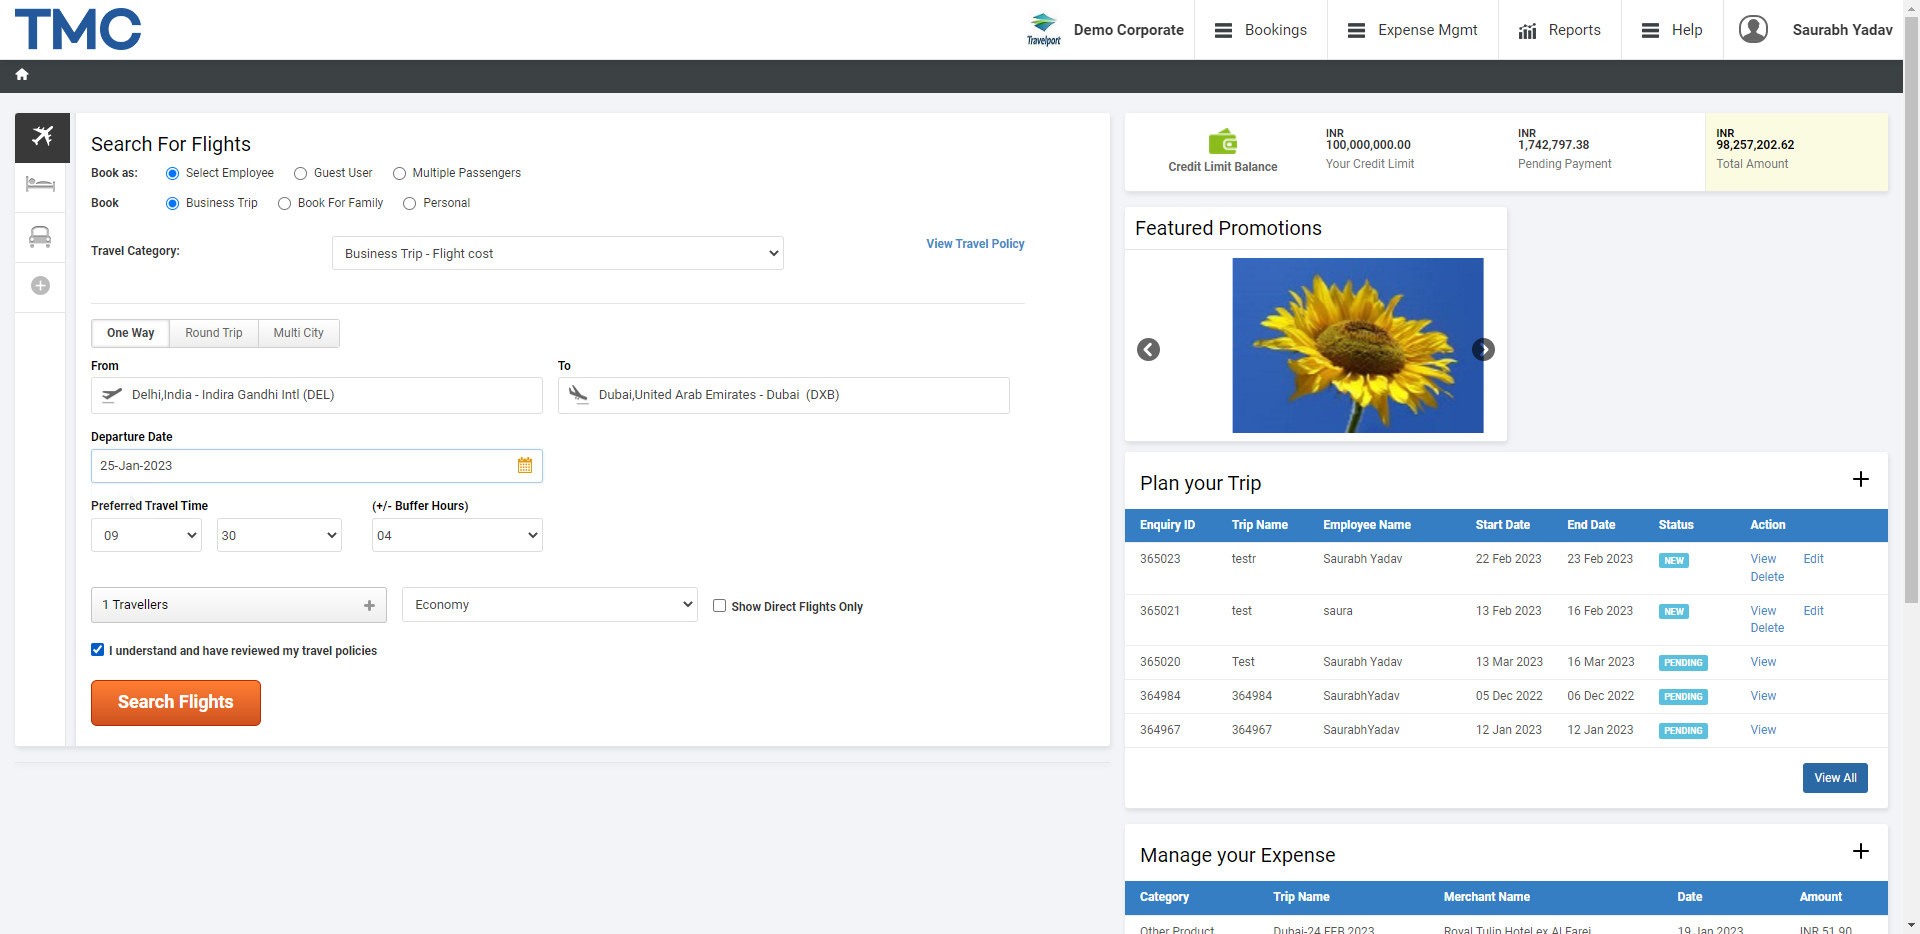 TMC
Travelport
Demo Corporate
Bookings
Expense Mgmt
Reports
Help
Saurabh Yadav
Search For Flights
Book as: Select Employee Guest User Multiple Passengers
Book Business Trip Book For Family Personal
Travel Category: Business Trip - Flight cost View Travel Policy
One Way Round Trip Multi City
From To
Delhi,India - Indira Gandhi Intl (DEL) Dubai,United Arab Emirates - Dubai (DXB)
Departure Date
25-Jan-2023
Preferred Travel Time (+/- Buffer Hours)
09 30 04
1 Travellers Economy Show Direct Flights Only
I understand and have reviewed my travel policies
Search Flights
Credit Limit Balance
INR
100,000,000.00
Your Credit Limit
INR
1,742,797.38
Pending Payment
INR
98,257,202.62
Total Amount
Featured Promotions
Plan your Trip
Enquiry ID Trip Name Employee Name Start Date End Date Status Action
365023 testr Saurabh Yadav 22 Feb 2023 23 Feb 2023 NEW View Edit
Delete
365021 test saura 13 Feb 2023 16 Feb 2023 NEW View Edit
Delete
365020 Test Saurabh Yadav 13 Mar 2023 16 Mar 2023 PENDING View
364984 364984 SaurabhYadav 05 Dec 2022 06 Dec 2022 PENDING View
364967 364967 SaurabhYadav 12 Jan 2023 12 Jan 2023 PENDING View
View All
Manage your Expense
Category Trip Name Merchant Name Date Amount
Other Product Dubai-24 FEB 2023 Royal Tulip Hotel ex Al Farej 19 Jan 2023 INR 51.90